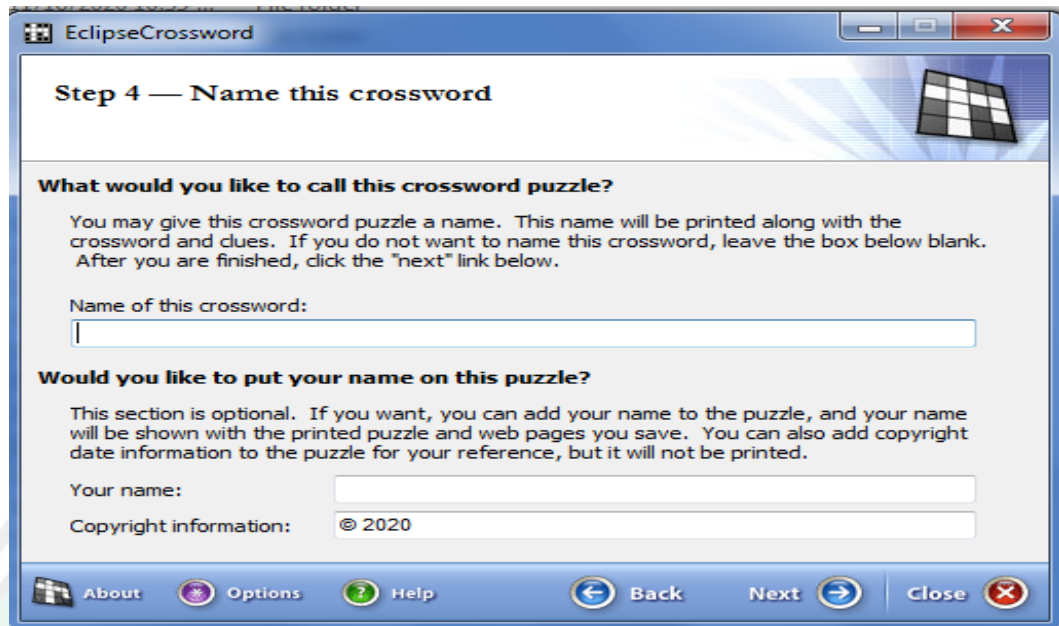 EclipseCrossword
Step 4 — Name this crossword
What would you like to call this crossword puzzle?
You may give this crossword puzzle a name. This name will be printed along with the
crossword and clues. If you do not want to name this crossword, leave the box below blank.
After you are finished, click the "next" link below.
Name of this crossword:
Would you like to put your name on this puzzle?
This section is optional. If you want, you can add your name to the puzzle, and your name
will be shown with the printed puzzle and web pages you save. You can also add copyright
date information to the puzzle for your reference, but it will not be printed.
Your name:
Copyright information: © 2020
About Options Help Back Next Close